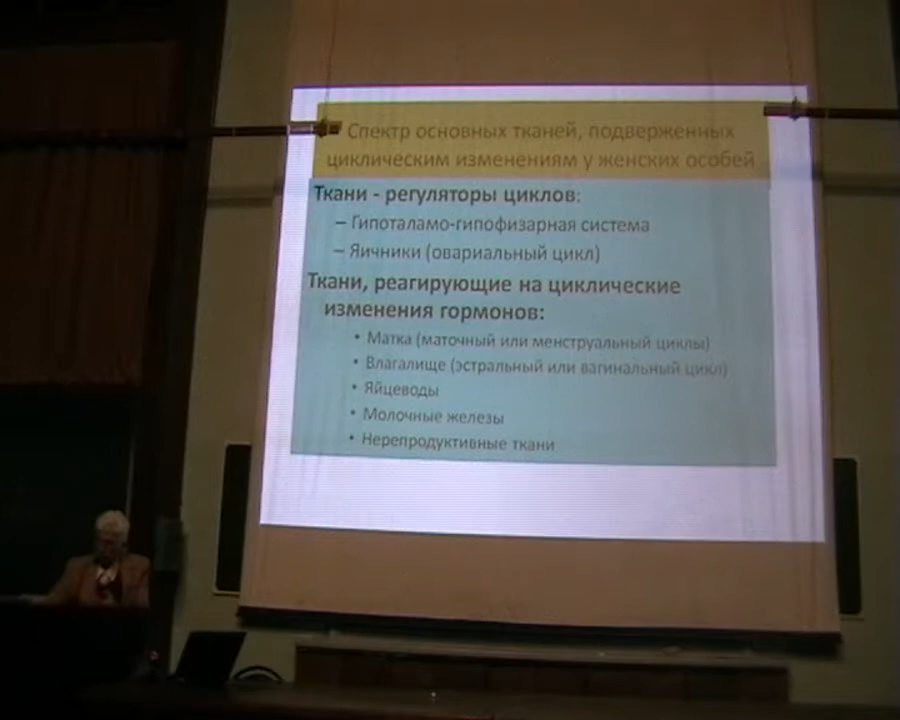 Спектр основных тканей, подверженных
циклическим изменениям у женских особей
Ткани - регуляторы циклов:
– Гипоталамо-гипофизарная система
– Яичники (овариальный цикл)
Ткани, реагирующие на циклические
изменения гормонов:
• Матка (маточный или менструальный циклы)
• Влагалище (эстральный или вагинальный цикл)
• Яйцеводы
• Молочные железы
• Нерепродуктивные ткани